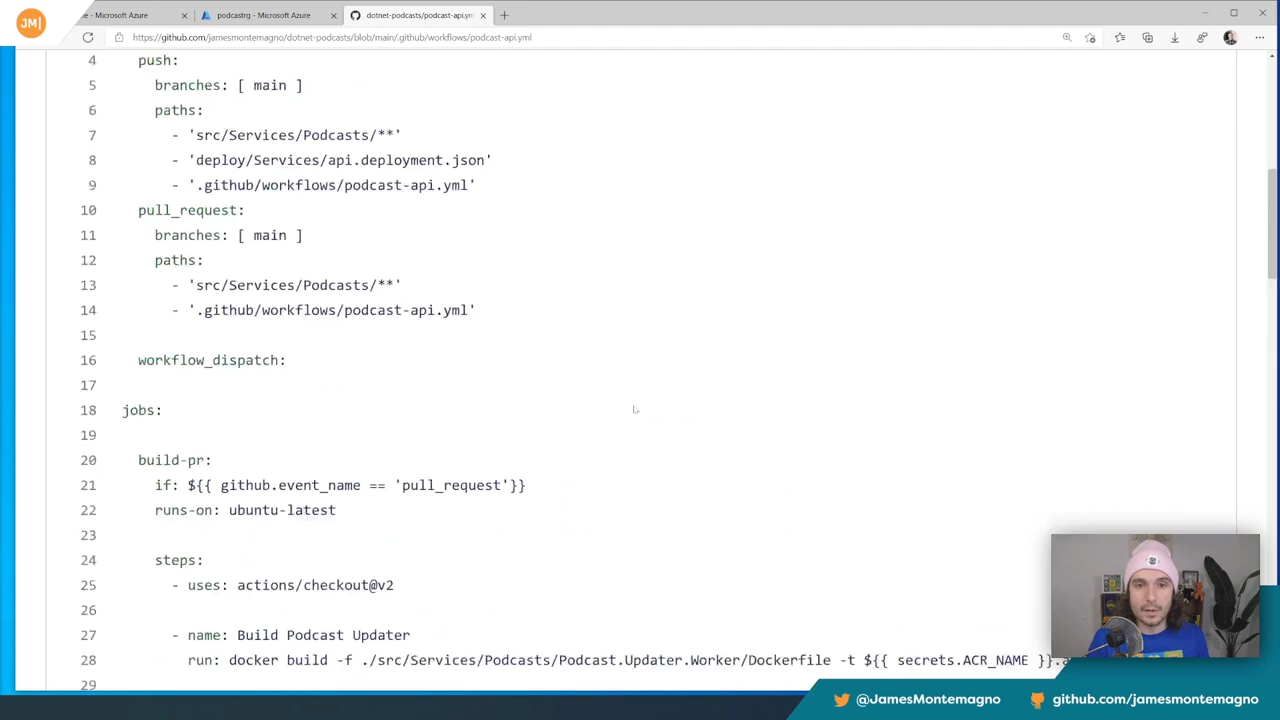 JM|
e - Microsoft Azure
podcastrg - Microsoft Azure
dotnet-podcasts/podcast-api.ym
https://github.com/jamesmontemagno/dotnet-podcasts/blob/main/.github/workflows/podcast-api.yml
4 push:
5 branches: [ main ]
6 paths:
7 - 'src/Services/Podcasts/**'
8 - 'deploy/Services/api.deployment.json'
9 - '.github/workflows/podcast-api.yml'
10 pull_request:
11 branches: [ main ]
12 paths:
13 - 'src/Services/Podcasts/**'
14 - '.github/workflows/podcast-api.yml'
15
16 workflow_dispatch:
17
18 jobs:
19
20 build-pr:
21 if: ${{ github.event_name == 'pull_request'}}
22 runs-on: ubuntu-latest
23
24 steps:
25 - uses: actions/checkout@v2
26
27 - name: Build Podcast Updater
28 run: docker build -f ./src/Services/Podcasts/Podcast.Updater.Worker/Dockerfile -t ${{ secrets.ACR_NAME }}.a
29
@JamesMontemagno
github.com/jamesmontemagno